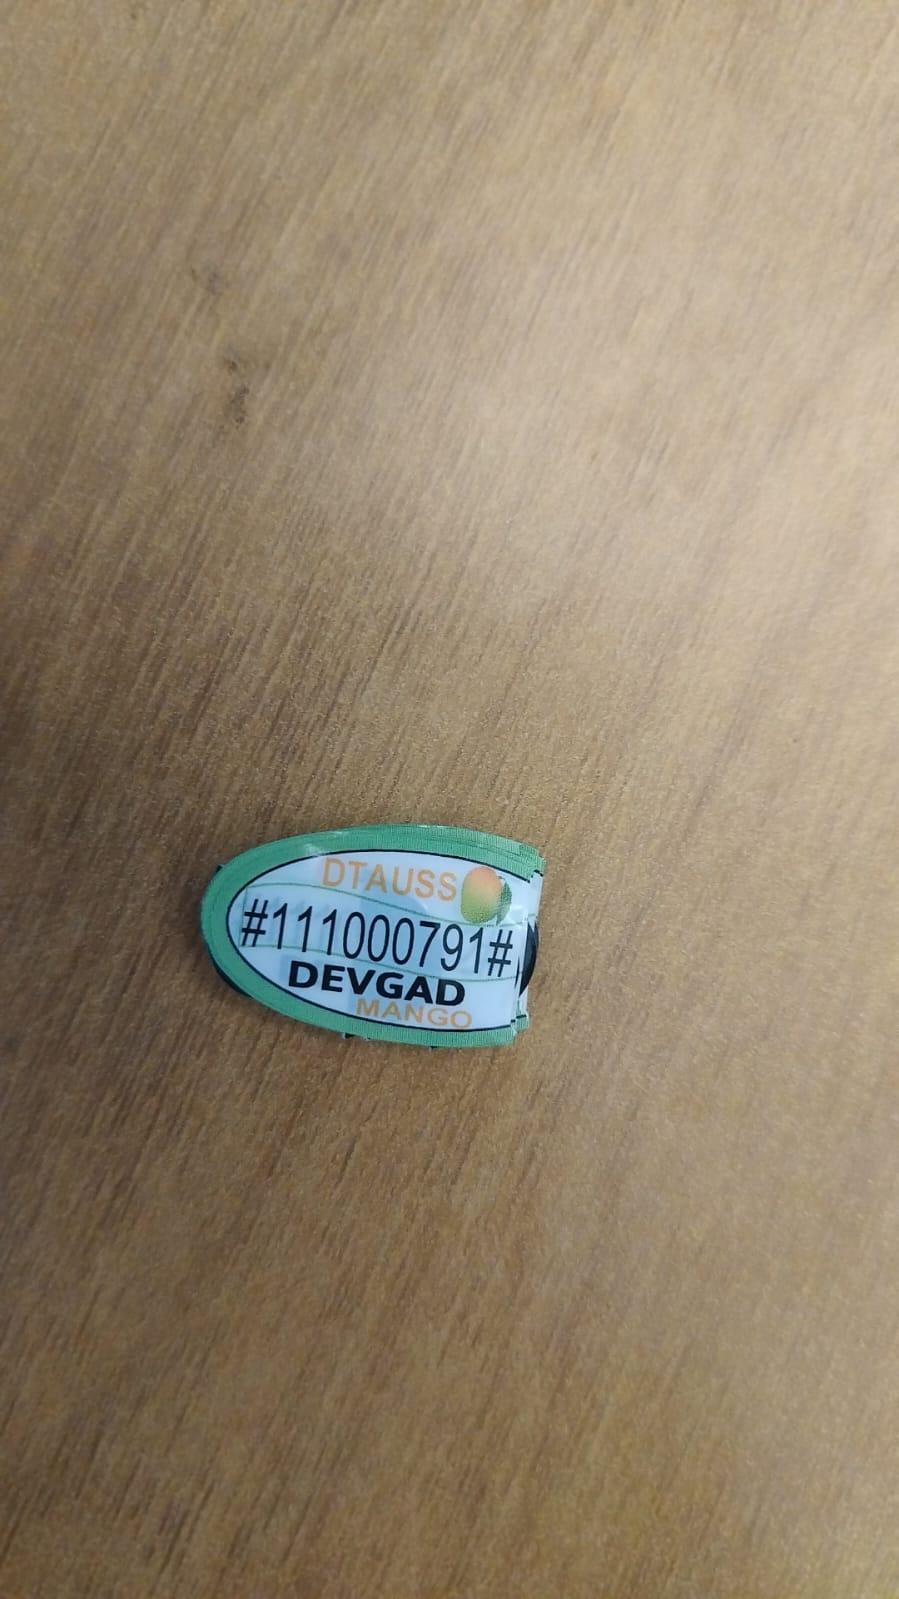 DTAUSS
#111000791#
DEVGAD
MANGO